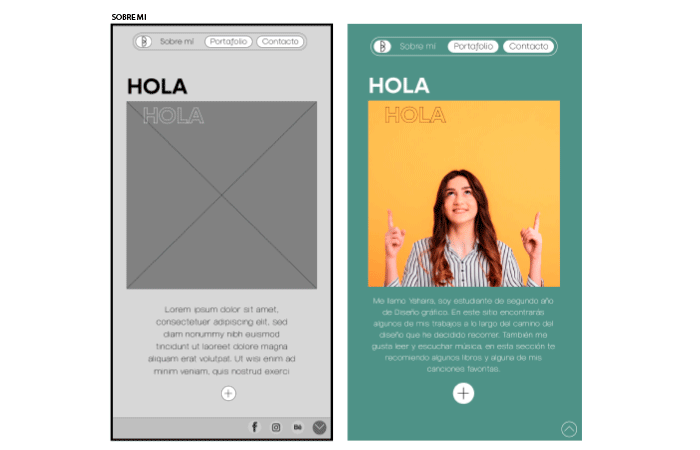 SOBRE MI
Sobre mí
Portafolio
Contacto
HOLA
HOLA
Lorem ipsum dolor sit amet,
consectetuer adipiscing elit, sed
diam nonummy nibh euismod
tincidunt ut laoreet dolore magna
aliquam erat volutpat. Ut wisi enim ad
minim veniam, quis nostrud exerci
Sobre mí
Portafolio
Contacto
HOLA
HOLA
Me llamo Yahaira, soy estudiante de segundo año
de Diseño gráfico. En este sitio encontrarás
algunos de mis trabajos a lo largo del camino del
diseño que he decidido recorrer. También me
gusta leer y escuchar música, en esta sección te
recomiendo algunos libros y alguna de mis
canciones favoritas.